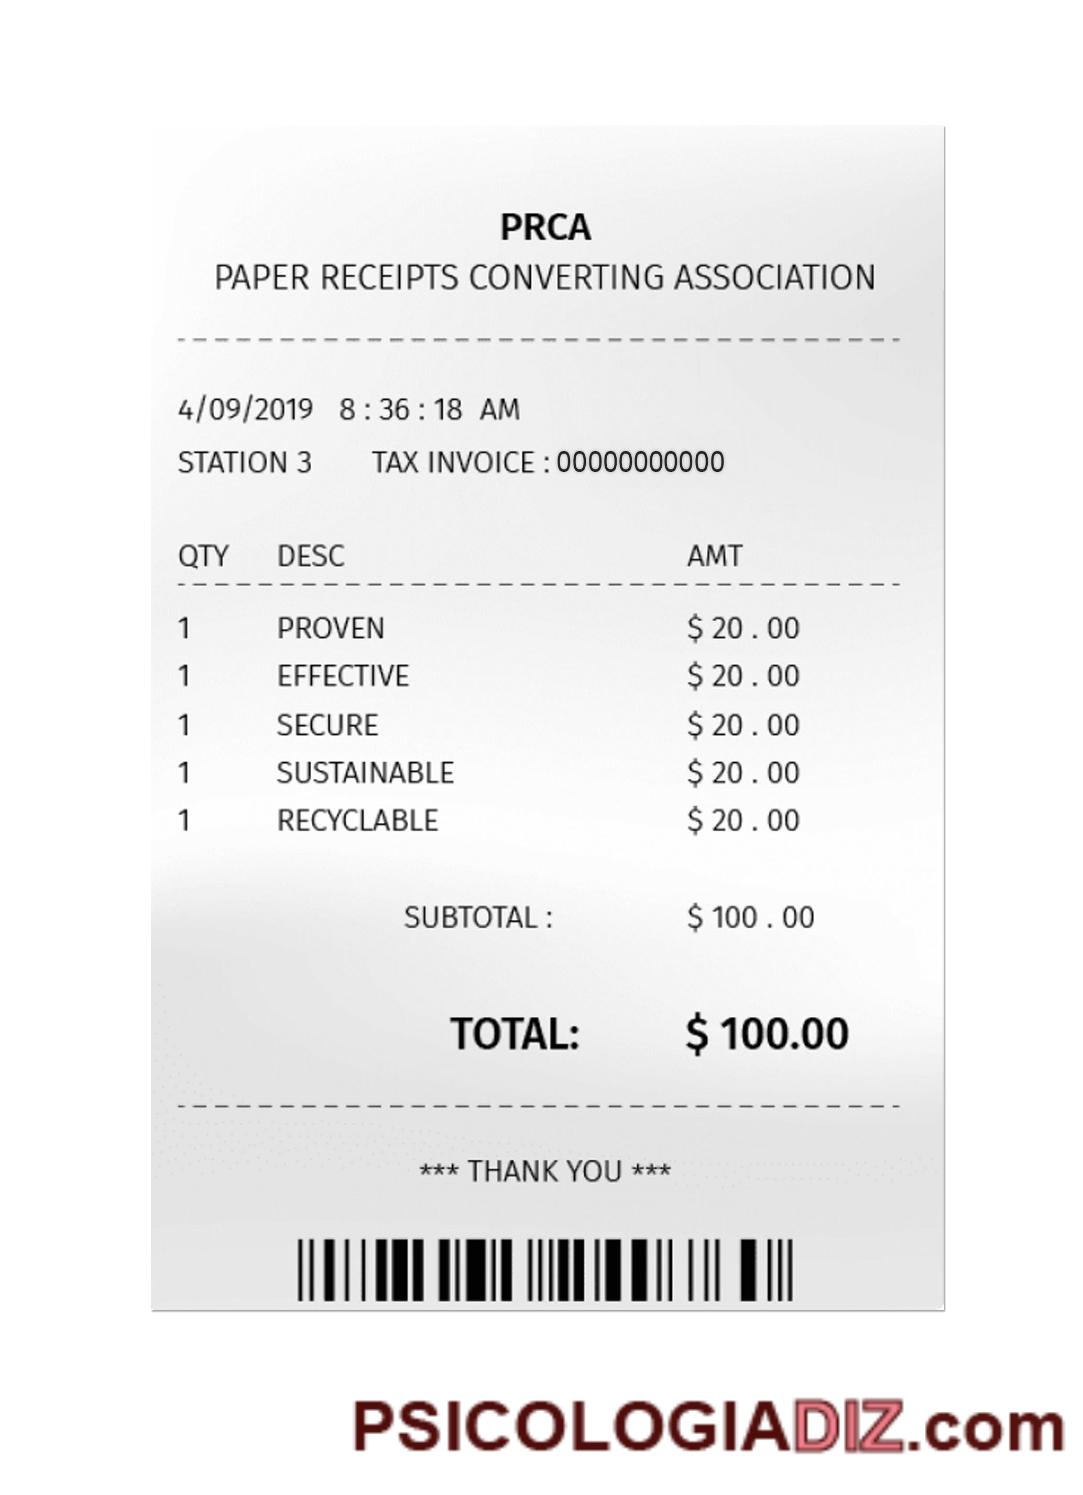 PRCA
PAPER RECEIPTS CONVERTING ASSOCIATION
4/09/2019 8 : 36 : 18 AM
STATION 3 TAX INVOICE : 00000000000
QTY DESC AMT
1 PROVEN $ 20 . 00
1 EFFECTIVE $ 20 . 00
1 SECURE $ 20 . 00
1 SUSTAINABLE $ 20 . 00
1 RECYCLABLE $ 20 . 00
SUBTOTAL : $ 100 . 00
TOTAL: $ 100.00
*** THANK YOU ***
PSICOLOGIADIZ.com